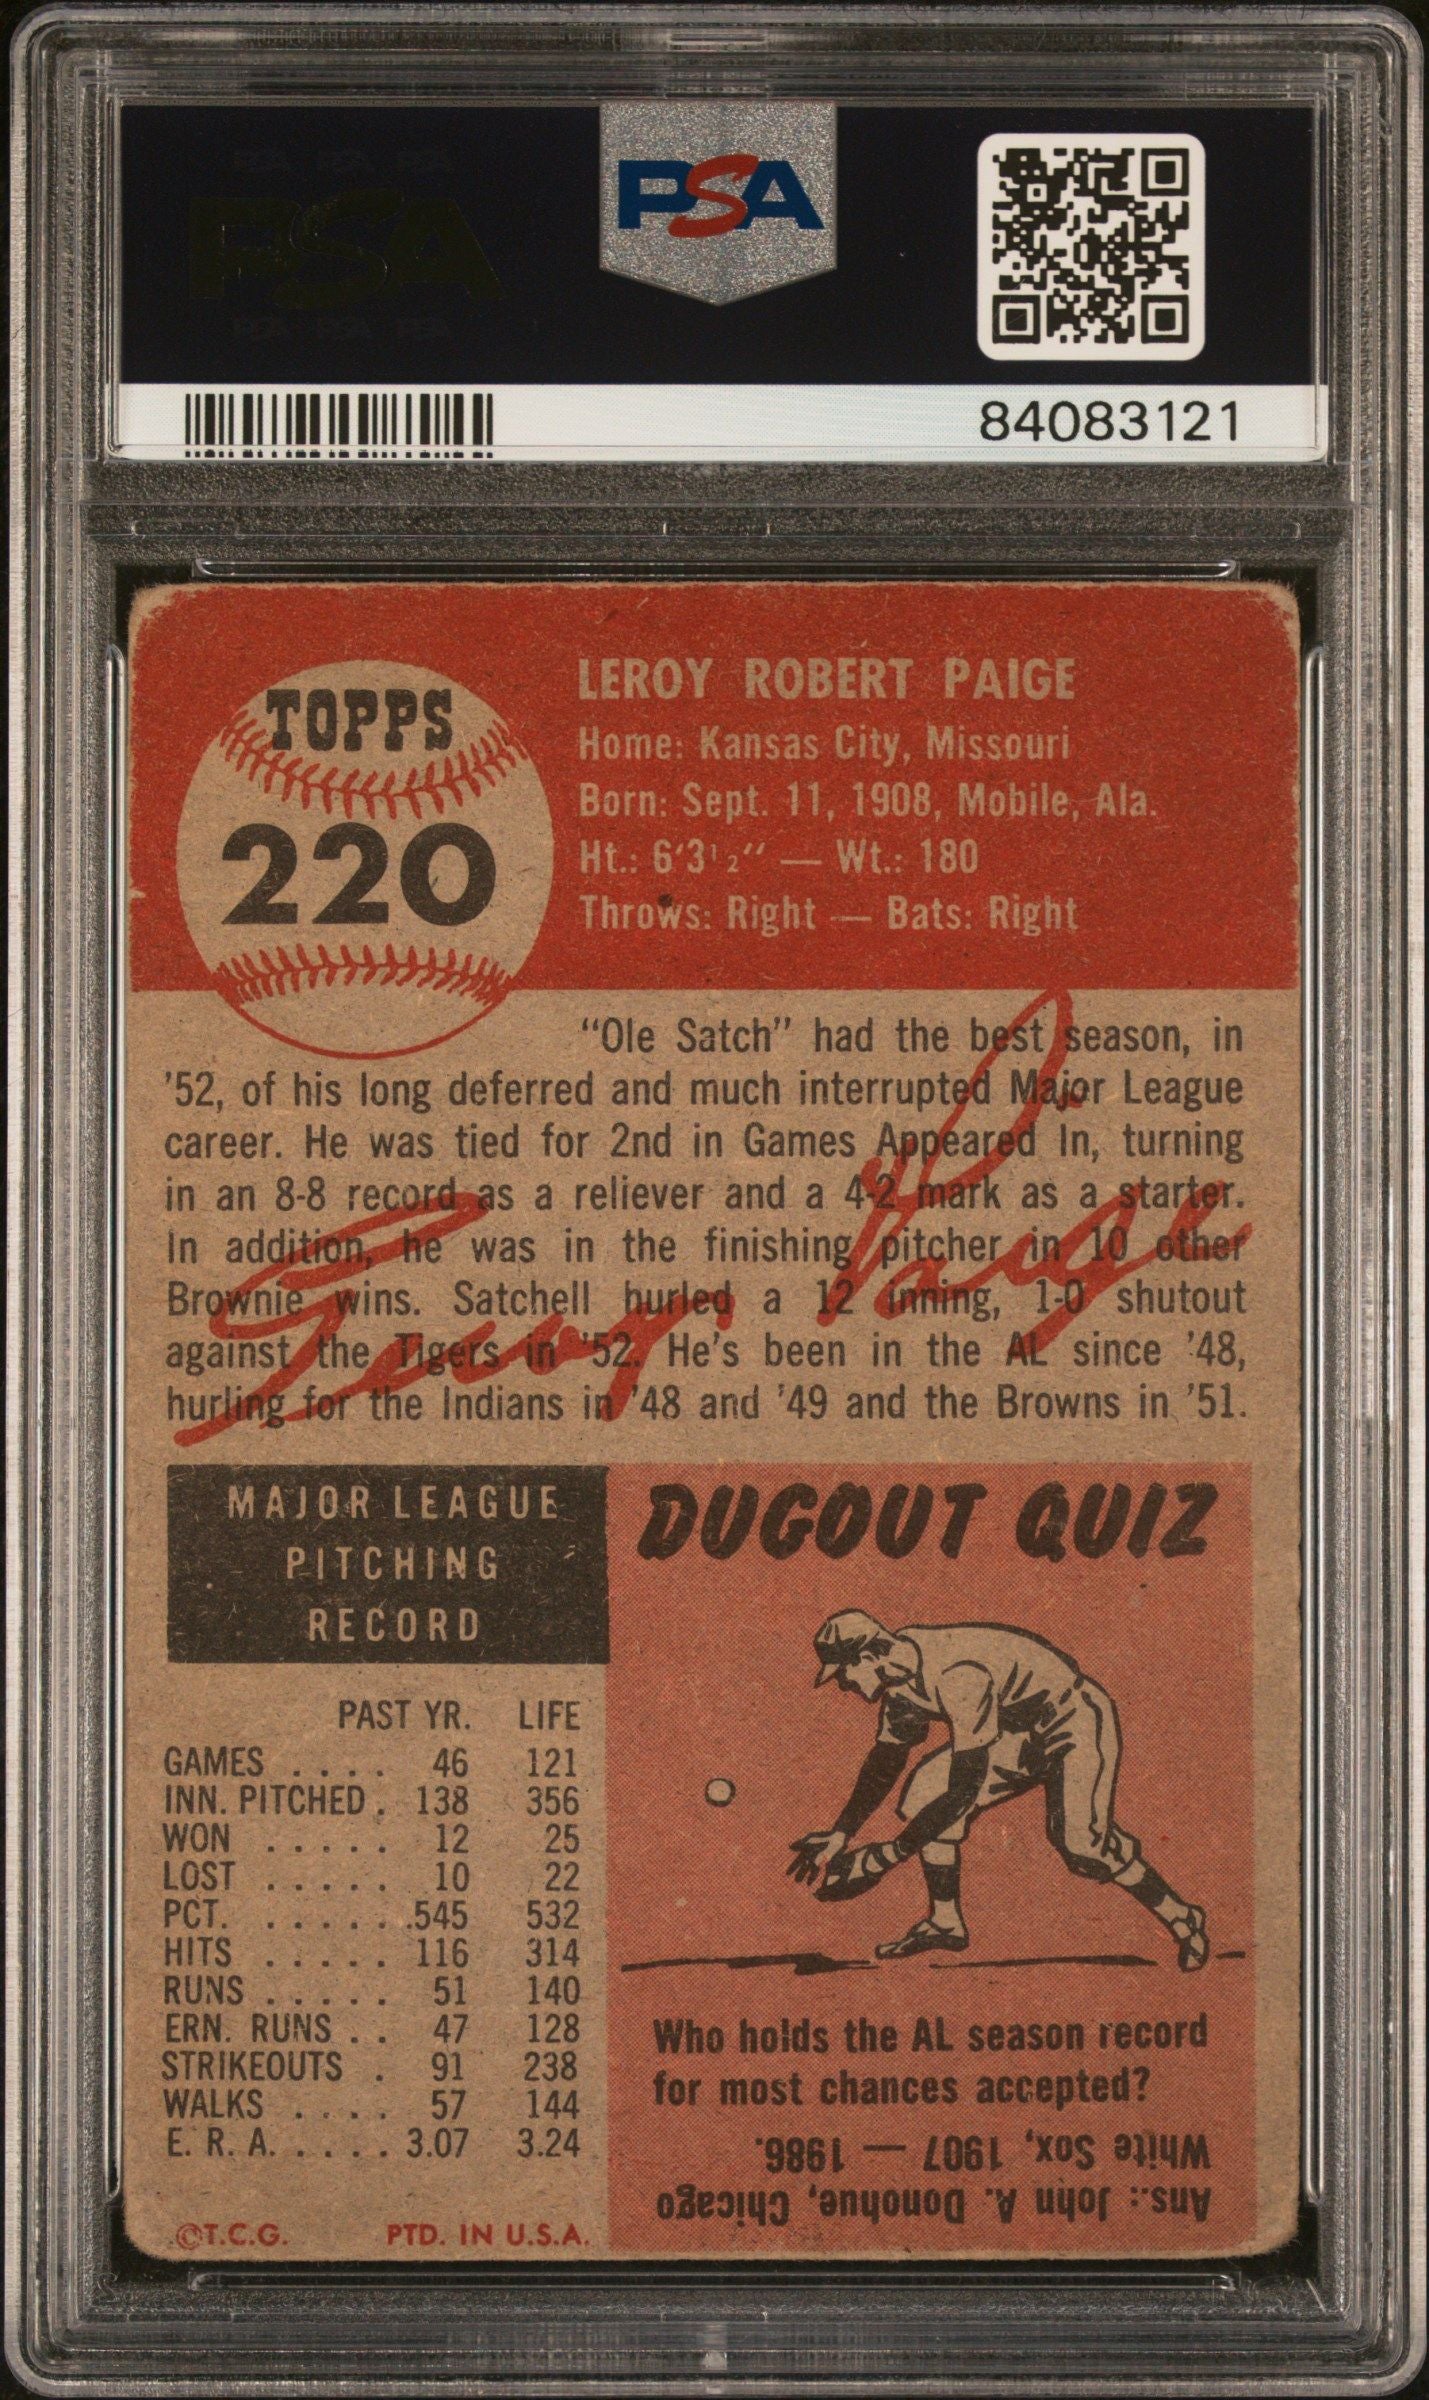 PSA
84083121
TOPPS
220
LEROY ROBERT PAIGE
Home: Kansas City, Missouri
Born: Sept. 11, 1908, Mobile, Ala.
Ht.: 6'3½" — Wt.: 180
Throws: Right — Bats: Right
"Ole Satch" had the best season, in
'52, of his long deferred and much interrupted Major League
career. He was tied for 2nd in Games Appeared In, turning
in an 8-8 record as a reliever and a 4-2 mark as a starter.
In addition, he was in the finishing pitcher in 10 other
Brownie wins. Satchell hurled a 12 inning, 1-0 shutout
against the Tigers in '52. He's been in the AL since '48,
hurling for the Indians in '48 and '49 and the Browns in '51.
Leroy Paige
MAJOR LEAGUE
PITCHING
RECORD
PAST YR. LIFE
GAMES .... 46 121
INN. PITCHED . 138 356
WON ..... 12 25
LOST ..... 10 22
PCT. ...... .545 532
HITS ..... 116 314
RUNS ..... 51 140
ERN. RUNS .. 47 128
STRIKEOUTS . 91 238
WALKS .... 57 144
E. R. A. .... 3.07 3.24
©T.C.G. PTD. IN U.S.A.
DUGOUT QUIZ
Who holds the AL season record
for most chances accepted?
Ans.: John A. Donohue, Chicago
White Sox, 1907 — 1986.